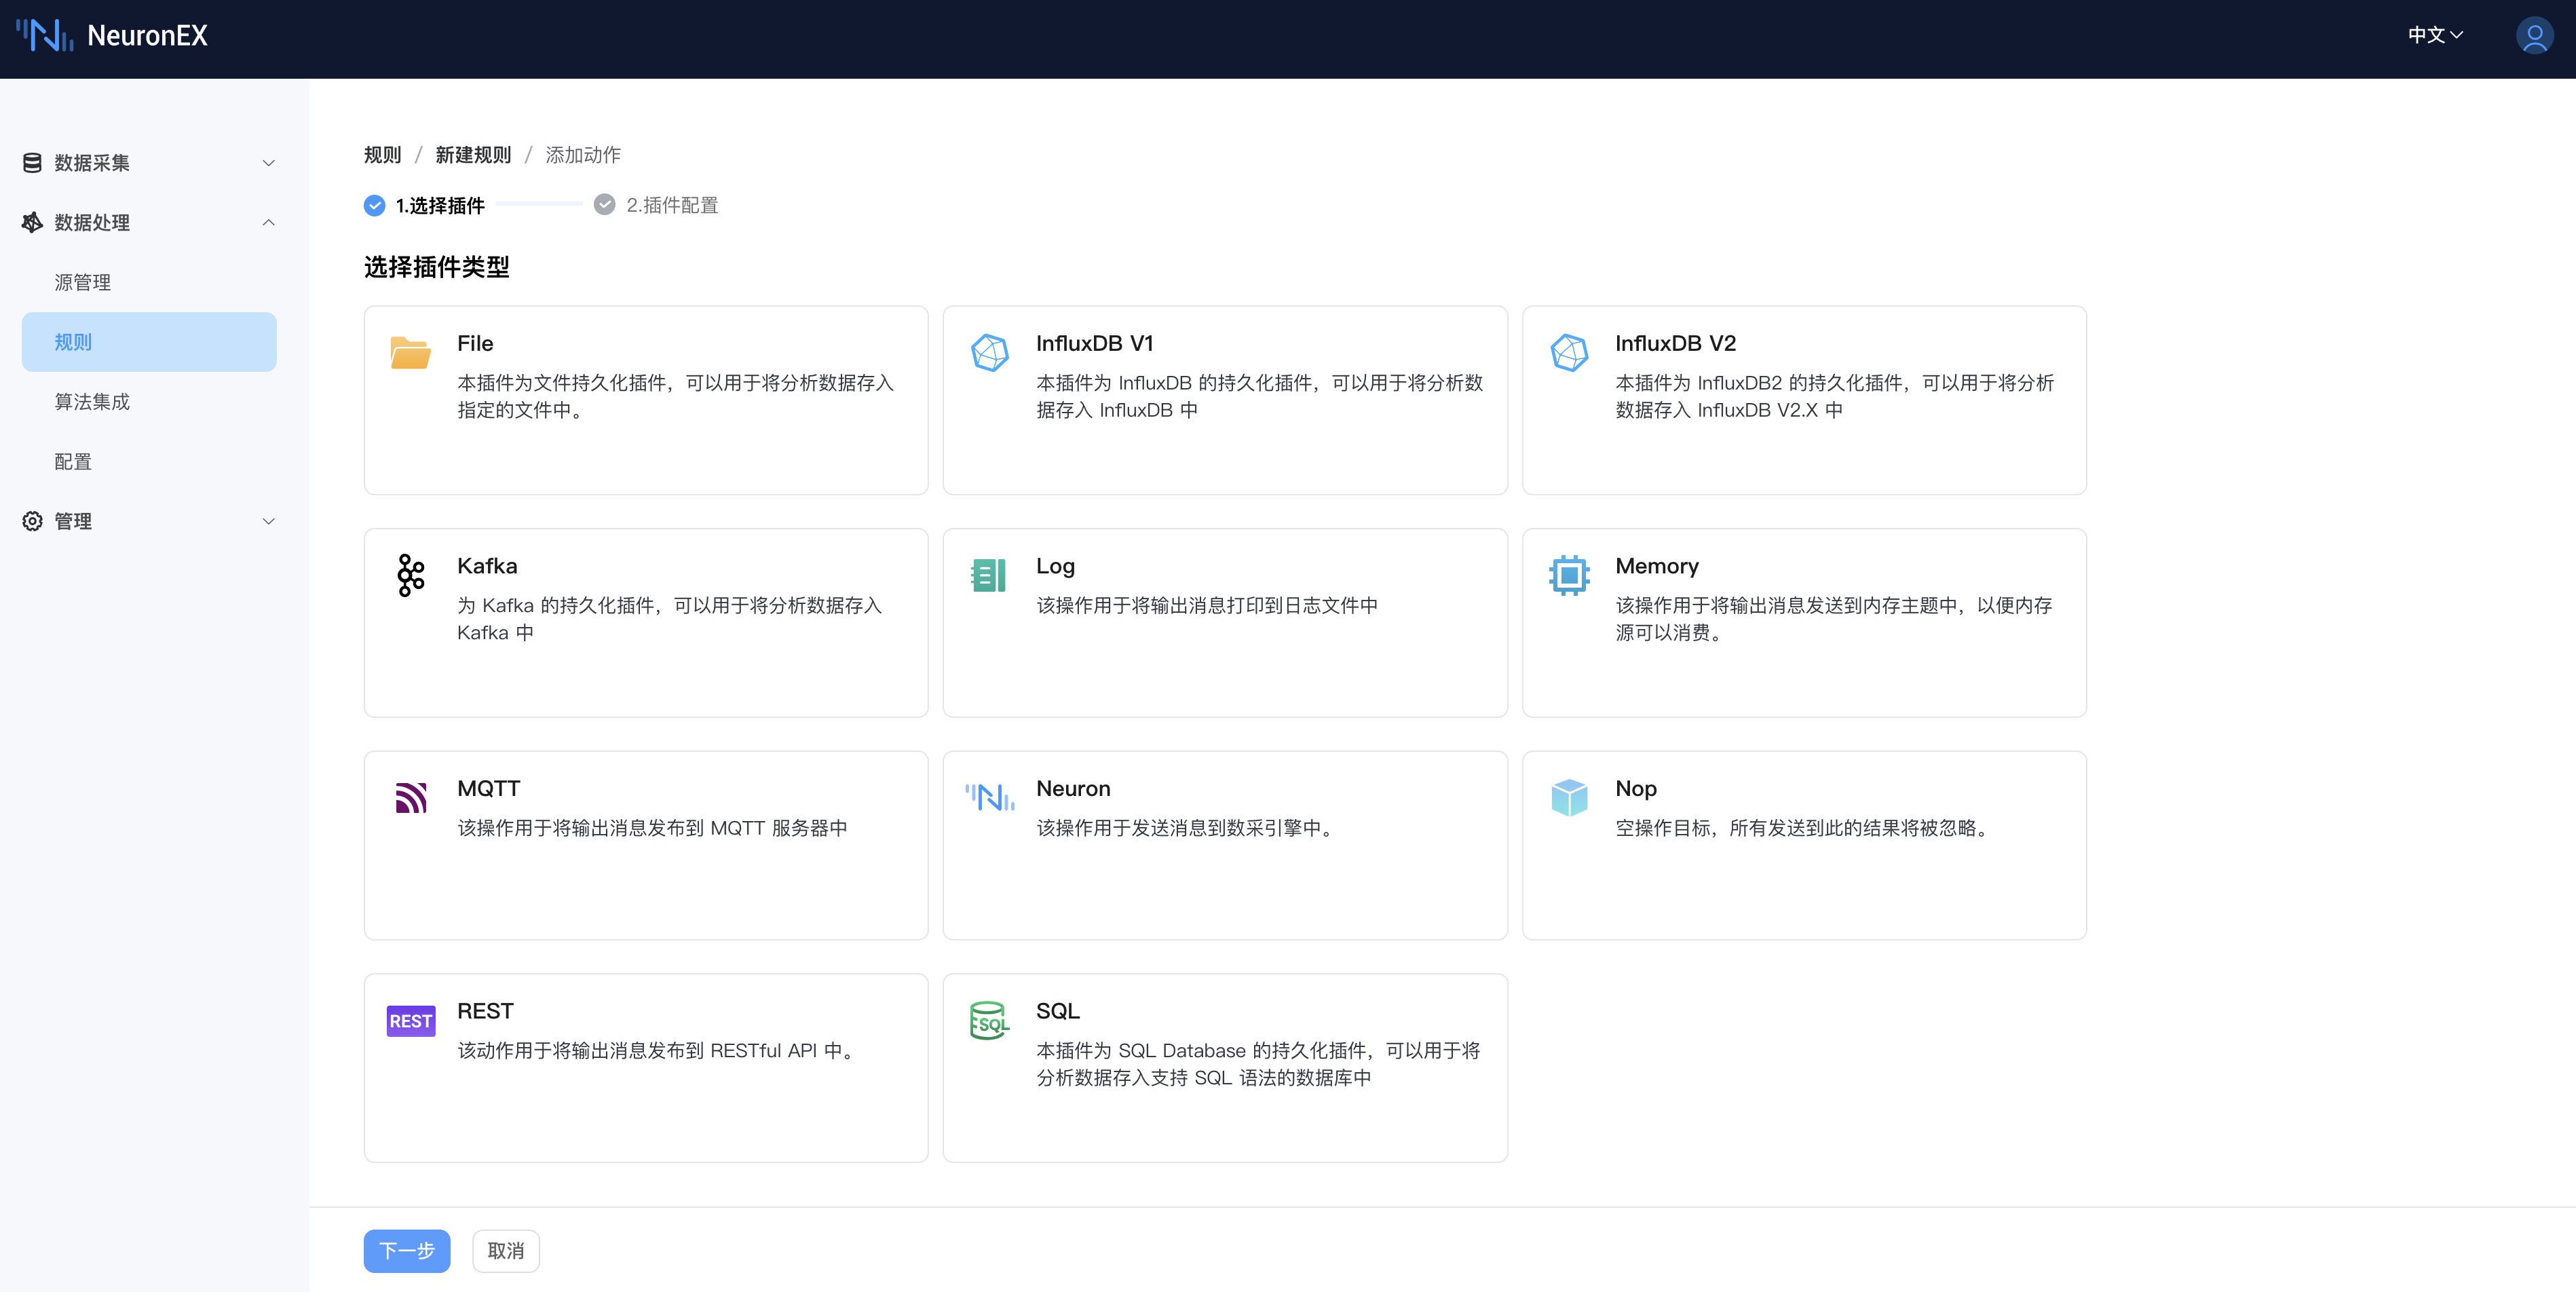 NeuronEX
中文
数据采集
数据处理
源管理
规则
算法集成
配置
管理
规则 / 新建规则 / 添加动作
1.选择插件
2.插件配置
选择插件类型
File
本插件为文件持久化插件，可以用于将分析数据存入
指定的文件中。
InfluxDB V1
本插件为 InfluxDB 的持久化插件，可以用于将分析数
据存入 InfluxDB 中
InfluxDB V2
本插件为 InfluxDB2 的持久化插件，可以用于将分析
数据存入 InfluxDB V2.X 中
Kafka
为 Kafka 的持久化插件，可以用于将分析数据存入
Kafka 中
Log
该操作用于将输出消息打印到日志文件中
Memory
该操作用于将输出消息发送到内存主题中，以便内存
源可以消费。
MQTT
该操作用于将输出消息发布到 MQTT 服务器中
Neuron
该操作用于发送消息到数采引擎中。
Nop
空操作目标，所有发送到此的结果将被忽略。
REST
REST
该动作用于将输出消息发布到 RESTful API 中。
SQL
SQL
本插件为 SQL Database 的持久化插件，可以用于将
分析数据存入支持 SQL 语法的数据库中
下一步
取消